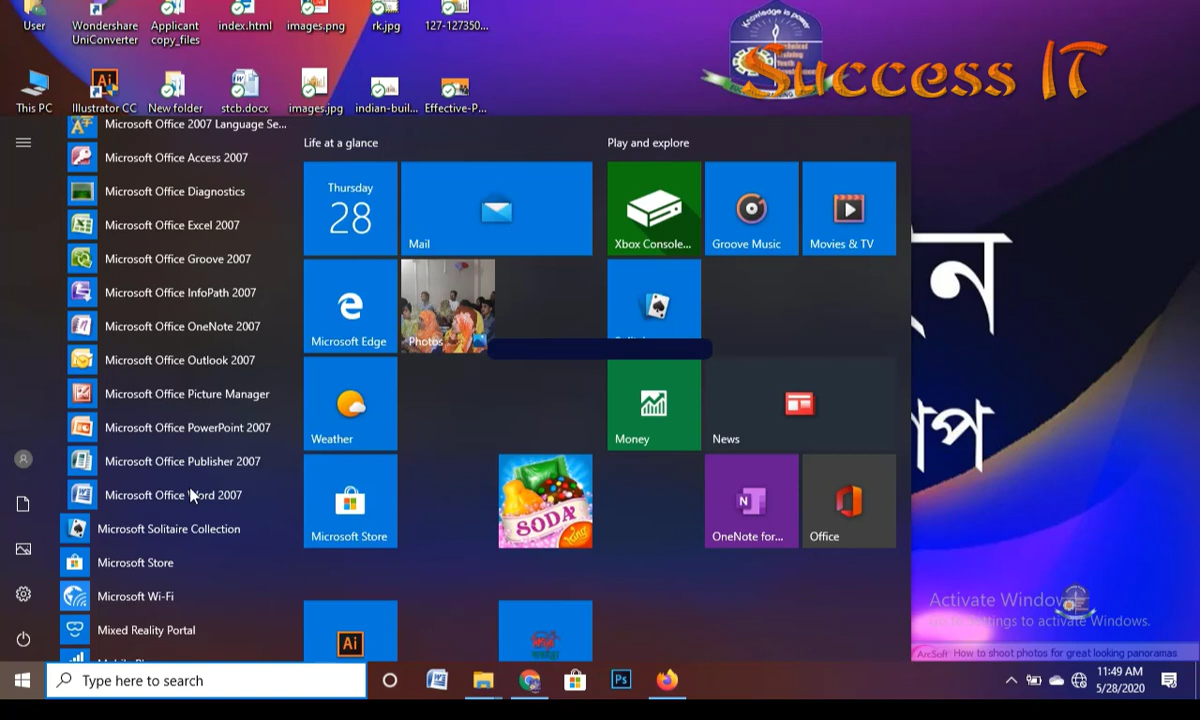 User
Wondershare UniConverter
Applicant copy_files
index.html
images.png
rk.jpg
127-127350...
Knowledge is power
Success IT
This PC
Illustrator CC
New folder
stcb.docx
images.jpg
indian-buil...
Effective-P...
Microsoft Office 2007 Language Se...
Microsoft Office Access 2007
Microsoft Office Diagnostics
Microsoft Office Excel 2007
Microsoft Office Groove 2007
Microsoft Office InfoPath 2007
Microsoft Office OneNote 2007
Microsoft Office Outlook 2007
Microsoft Office Picture Manager
Microsoft Office PowerPoint 2007
Microsoft Office Publisher 2007
Microsoft Office Word 2007
Microsoft Solitaire Collection
Microsoft Store
Microsoft Wi-Fi
Mixed Reality Portal
Life at a glance
Thursday
28
Mail
Microsoft Edge
Photos
Weather
Microsoft Store
SODA
Ai
Play and explore
Xbox Console...
Groove Music
Movies & TV
Money
News
OneNote for...
Office
Activate Windows
to activate Windows.
ArcSoft How to shoot photos for great looking panoramas
Type here to search
Ps
11:49 AM
5/28/2020